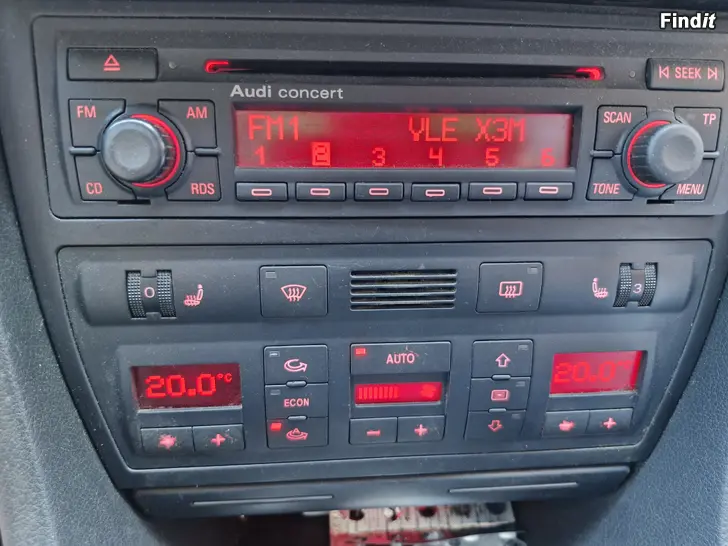 Findit
SEEK
Audi concert
FM
AM
FM1 YLE X3M
1 2 3 4 5 6
SCAN
TP
CD
RDS
TONE
MENU
0
3
AUTO
20.0°C
20.0
ECON
- +